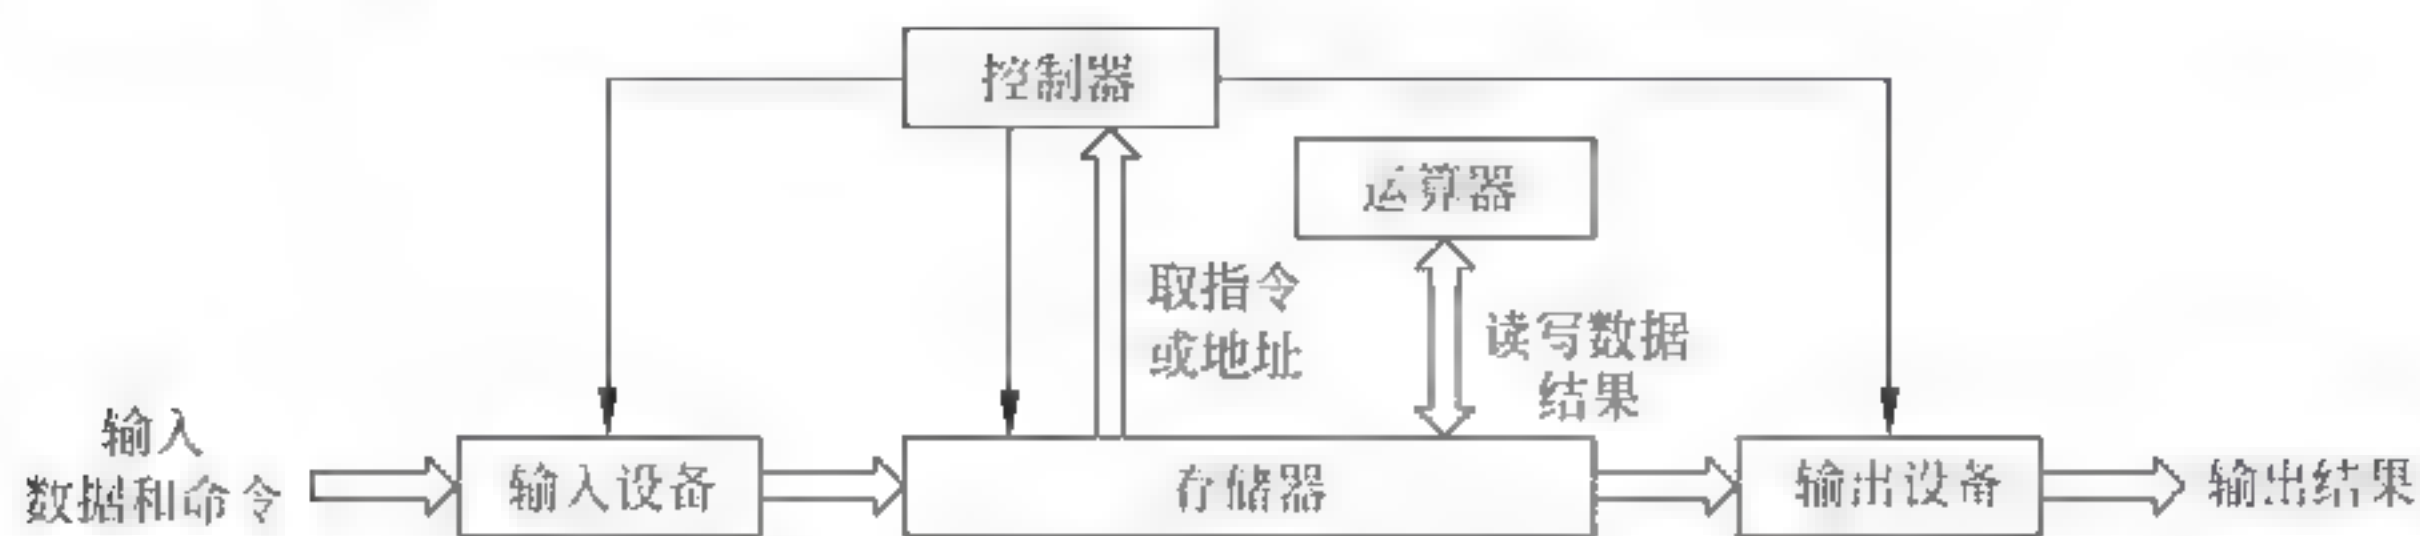 控制器
运算器
取指令
或地址
读写数据
结果
输入
数据和命令
输入设备
存储器
输出设备
输出结果